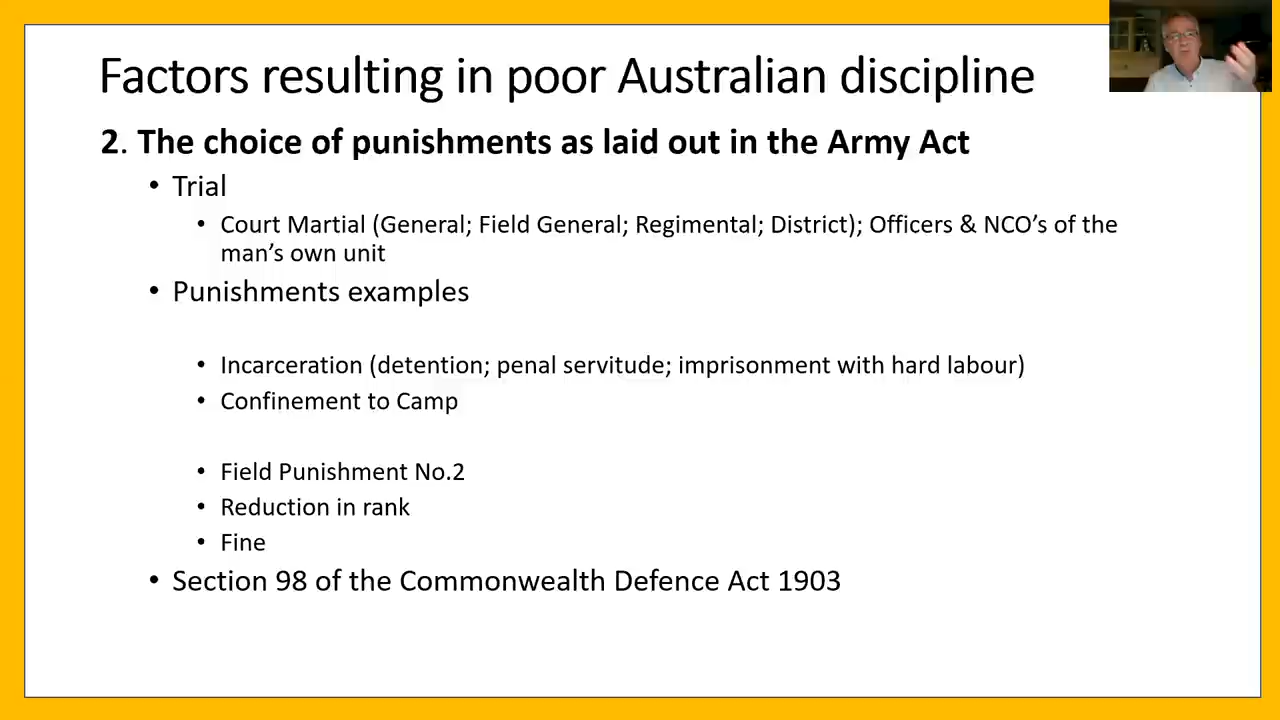 Factors resulting in poor Australian discipline
2. The choice of punishments as laid out in the Army Act
• Trial
• Court Martial (General; Field General; Regimental; District); Officers & NCO’s of the
man’s own unit
• Punishments examples
• Incarceration (detention; penal servitude; imprisonment with hard labour)
• Confinement to Camp
• Field Punishment No.2
• Reduction in rank
• Fine
• Section 98 of the Commonwealth Defence Act 1903